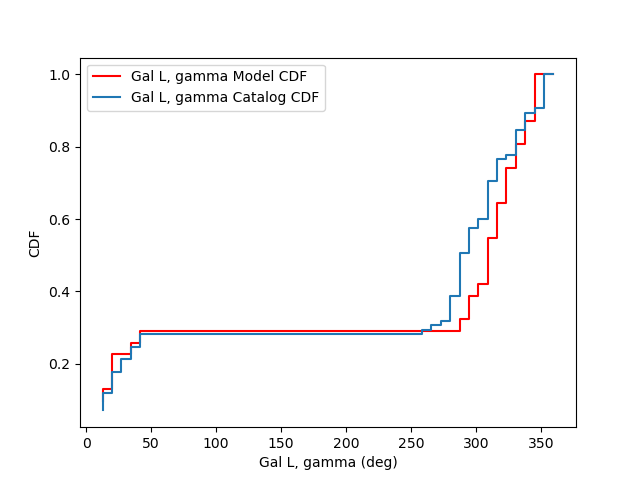 Gal L, gamma Model CDF
Gal L, gamma Catalog CDF
1.0
0.8
0.6
0.4
0.2
CDF
0 50 100 150 200 250 300 350
Gal L, gamma (deg)